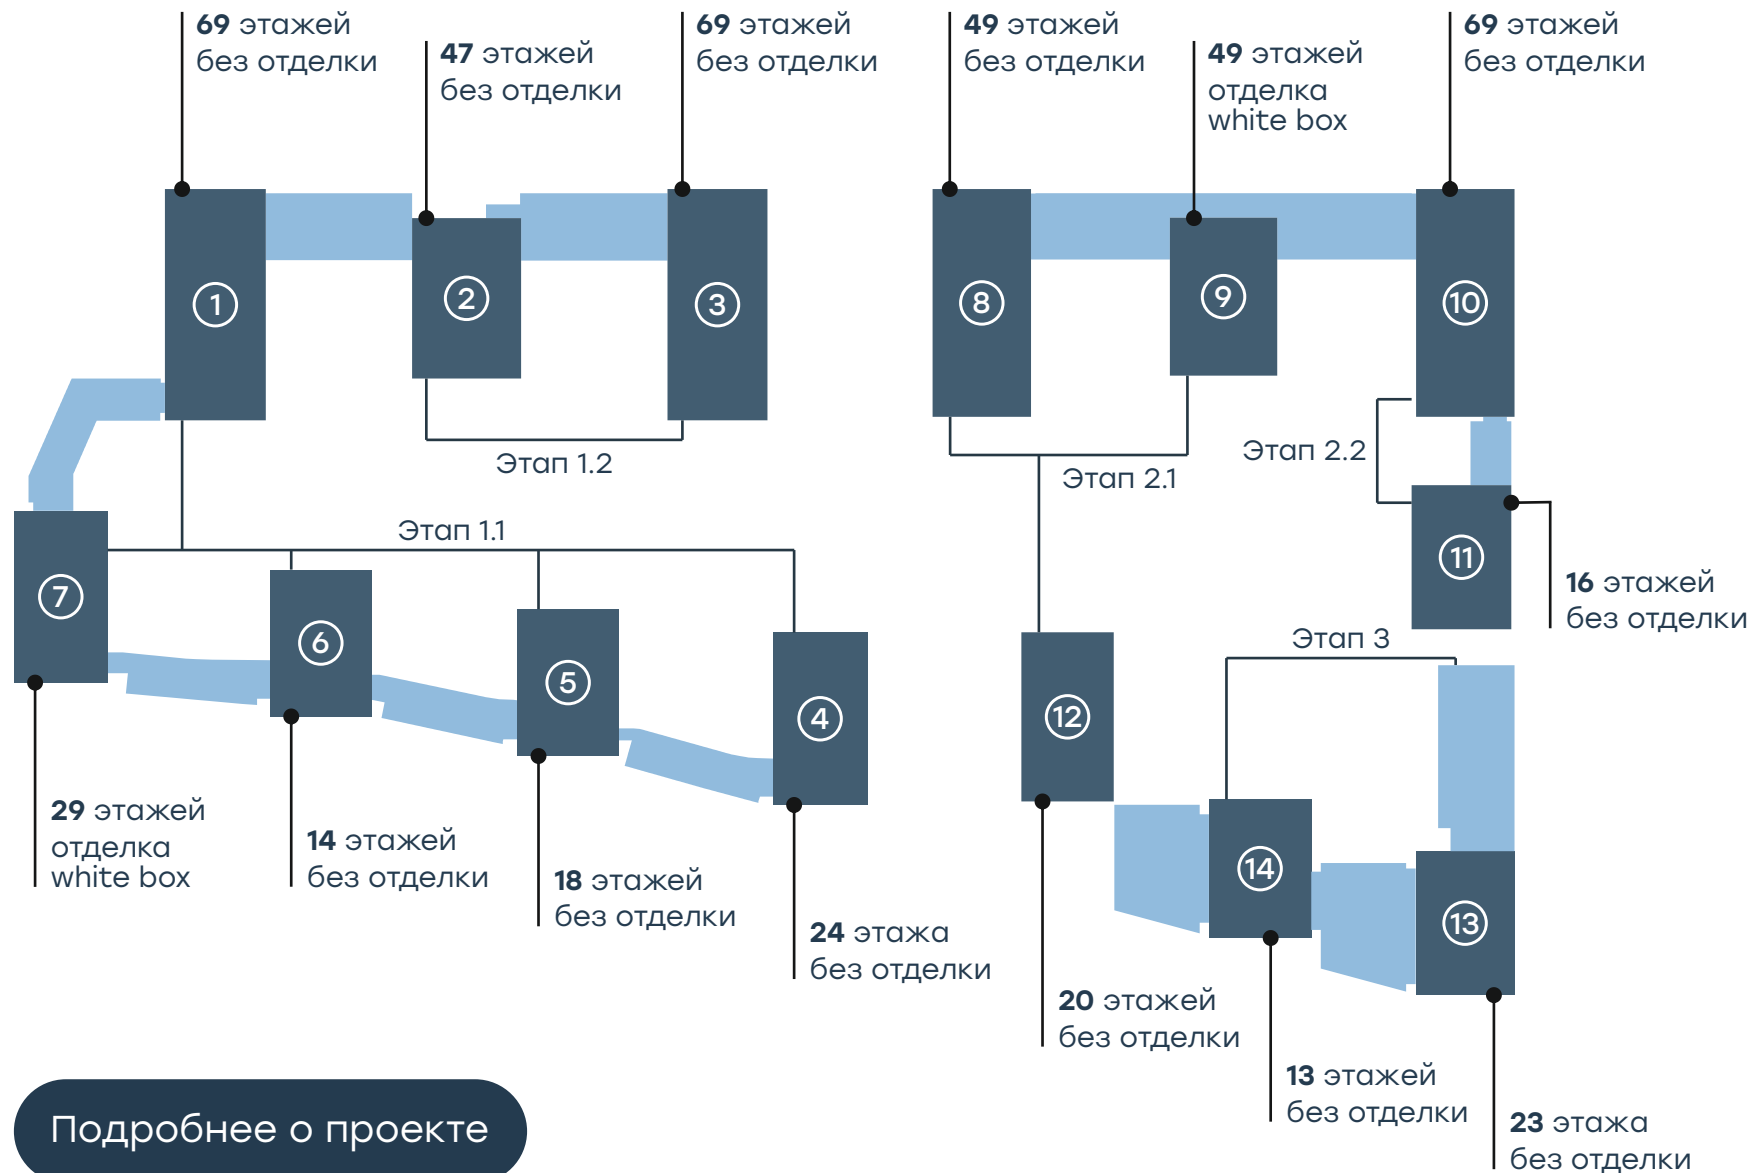 69 этажей
без отделки
47 этажей
без отделки
69 этажей
без отделки
49 этажей
без отделки
49 этажей
отделка
white box
69 этажей
без отделки
1
2
3
8
9
10
Этап 1.2
Этап 2.1
Этап 2.2
Этап 1.1
11
16 этажей
без отделки
7
6
5
4
12
Этап 3
14
13
29 этажей
отделка
white box
14 этажей
без отделки
18 этажей
без отделки
24 этажа
без отделки
20 этажей
без отделки
13 этажей
без отделки
23 этажа
без отделки
Подробнее о проекте